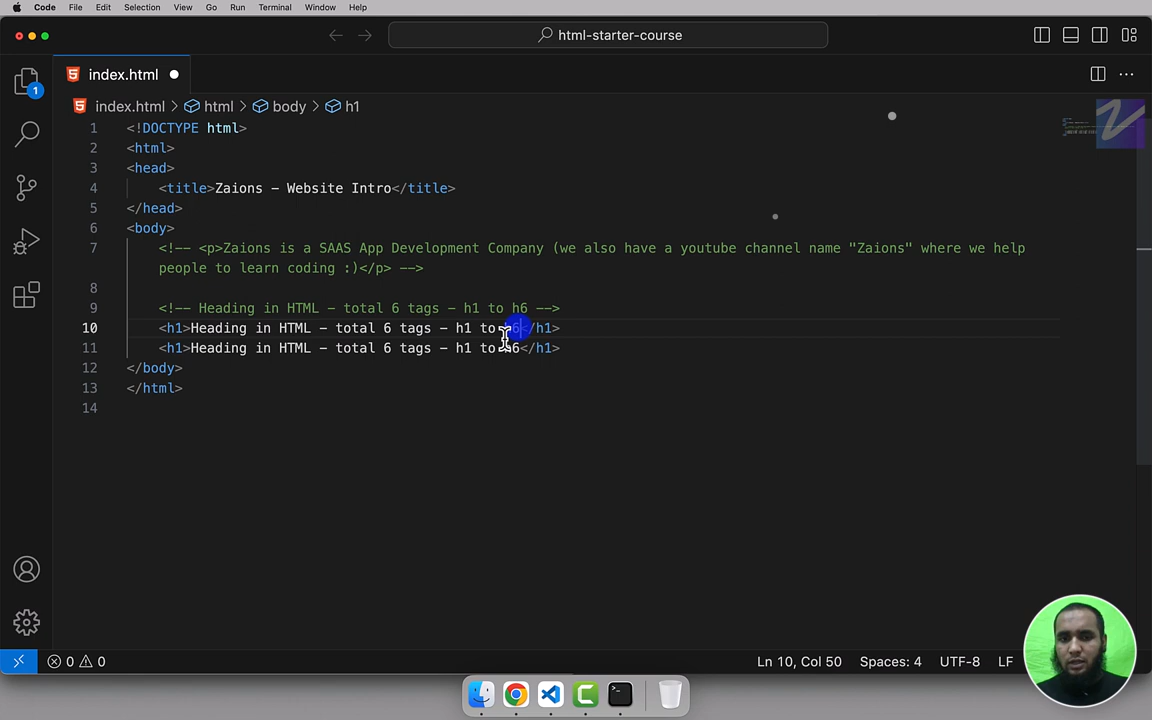 Code File Edit Selection View Go Run Terminal Window Help
html-starter-course
index.html
index.html > html > body > h1
1 <!DOCTYPE html>
2 <html>
3 <head>
4 <title>Zaions - Website Intro</title>
5 </head>
6 <body>
7 <!-- <p>Zaions is a SAAS App Development Company (we also have a youtube channel name "Zaions" where we help
people to learn coding :)</p> -->
8
9 <!-- Heading in HTML - total 6 tags - h1 to h6 -->
10 <h1>Heading in HTML - total 6 tags - h1 to h6</h1>
11 <h1>Heading in HTML - total 6 tags - h1 to h6</h1>
12 </body>
13 </html>
14
1
0 0 Ln 10, Col 50 Spaces: 4 UTF-8 LF